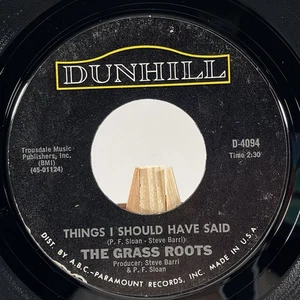 DUNHILL
Trousdale Music
Publishers, Inc.
(BMI)
(45-01124)
D-4094
Time 2:30
THINGS I SHOULD HAVE SAID
(P. F. Sloan - Steve Barri)
THE GRASS ROOTS
Producer: Steve Barri
& P. F. Sloan
DIST. BY A.B.C.-PARAMOUNT RECORDS, INC. MADE IN U.S.A.